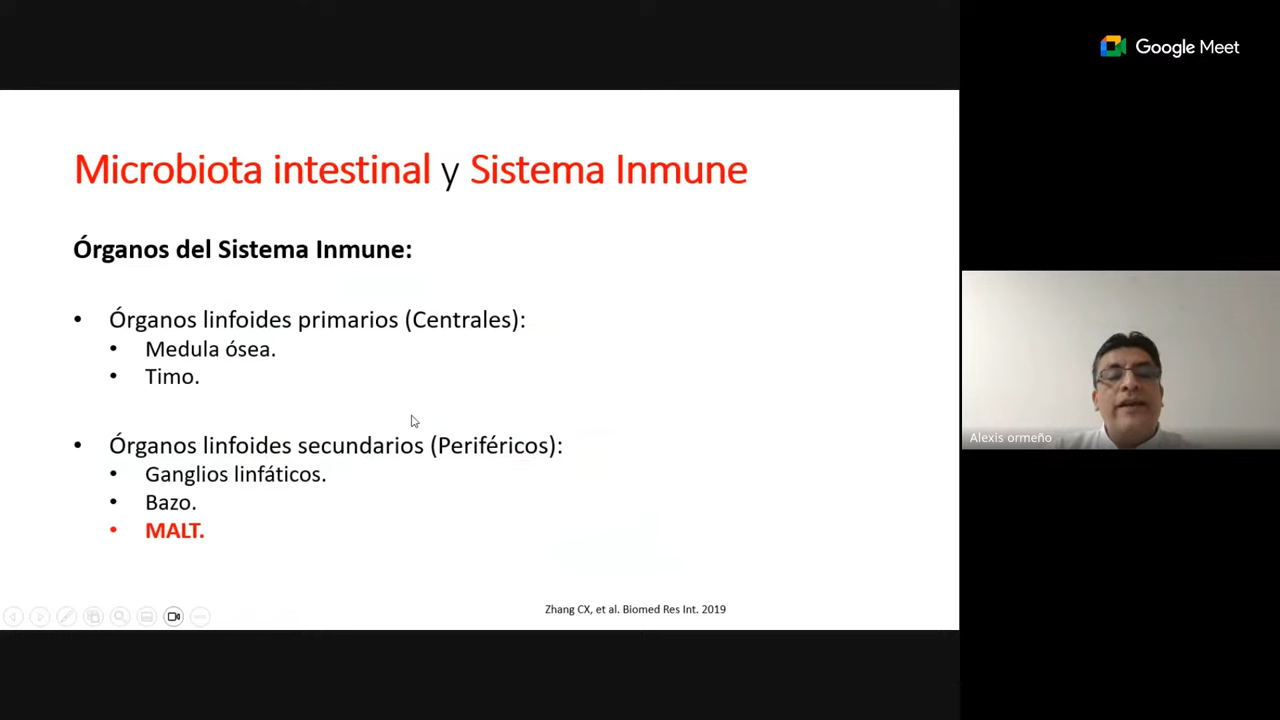 Google Meet
Microbiota intestinal y Sistema Inmune
Órganos del Sistema Inmune:
• Órganos linfoides primarios (Centrales):
• Medula ósea.
• Timo.
• Órganos linfoides secundarios (Periféricos):
• Ganglios linfáticos.
• Bazo.
• MALT.
Zhang CX, et al. Biomed Res Int. 2019
Alexis ormeño